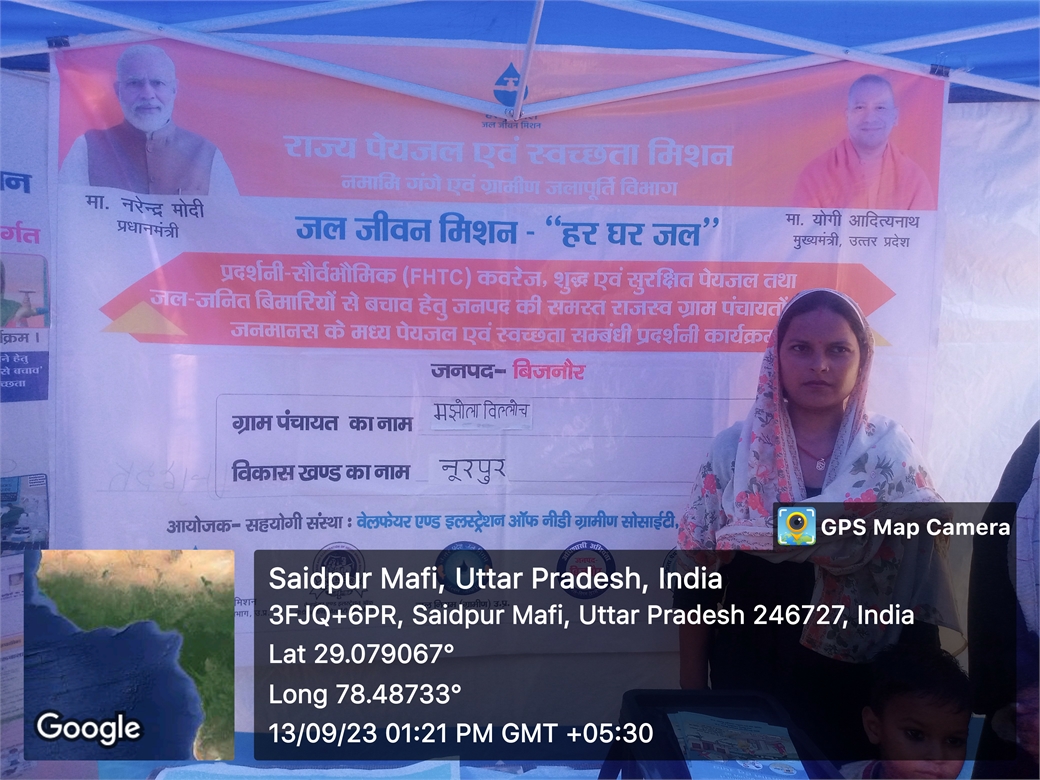 जल जीवन मिशन
राज्य पेयजल एवं स्वच्छता मिशन
नमामि गंगे एवं ग्रामीण जलापूर्ति विभाग
मा. नरेन्द्र मोदी
प्रधानमंत्री
मा. योगी आदित्यनाथ
मुख्यमंत्री, उत्तर प्रदेश
जल जीवन मिशन - “हर घर जल”
प्रदर्शनी-सौर्वभौमिक (FHTC) कवरेज, शुद्ध एवं सुरक्षित पेयजल तथा
जल-जनित बिमारियों से बचाव हेतु जनपद की समस्त राजस्व ग्राम पंचायतों
जनमानस के मध्य पेयजल एवं स्वच्छता सम्बंधी प्रदर्शनी कार्यक्र
जनपद- बिजनौर
ग्राम पंचायत का नाम मझोला विल्लोच
विकास खण्ड का नाम नूरपुर
आयोजक- सहयोगी संस्था : वेलफेयर एण्ड इलस्ट्रेशन ऑफ नीडी ग्रामीण सोसाईटी,
GPS Map Camera
Saidpur Mafi, Uttar Pradesh, India
3FJQ+6PR, Saidpur Mafi, Uttar Pradesh 246727, India
Lat 29.079067°
Long 78.48733°
13/09/23 01:21 PM GMT +05:30
Google